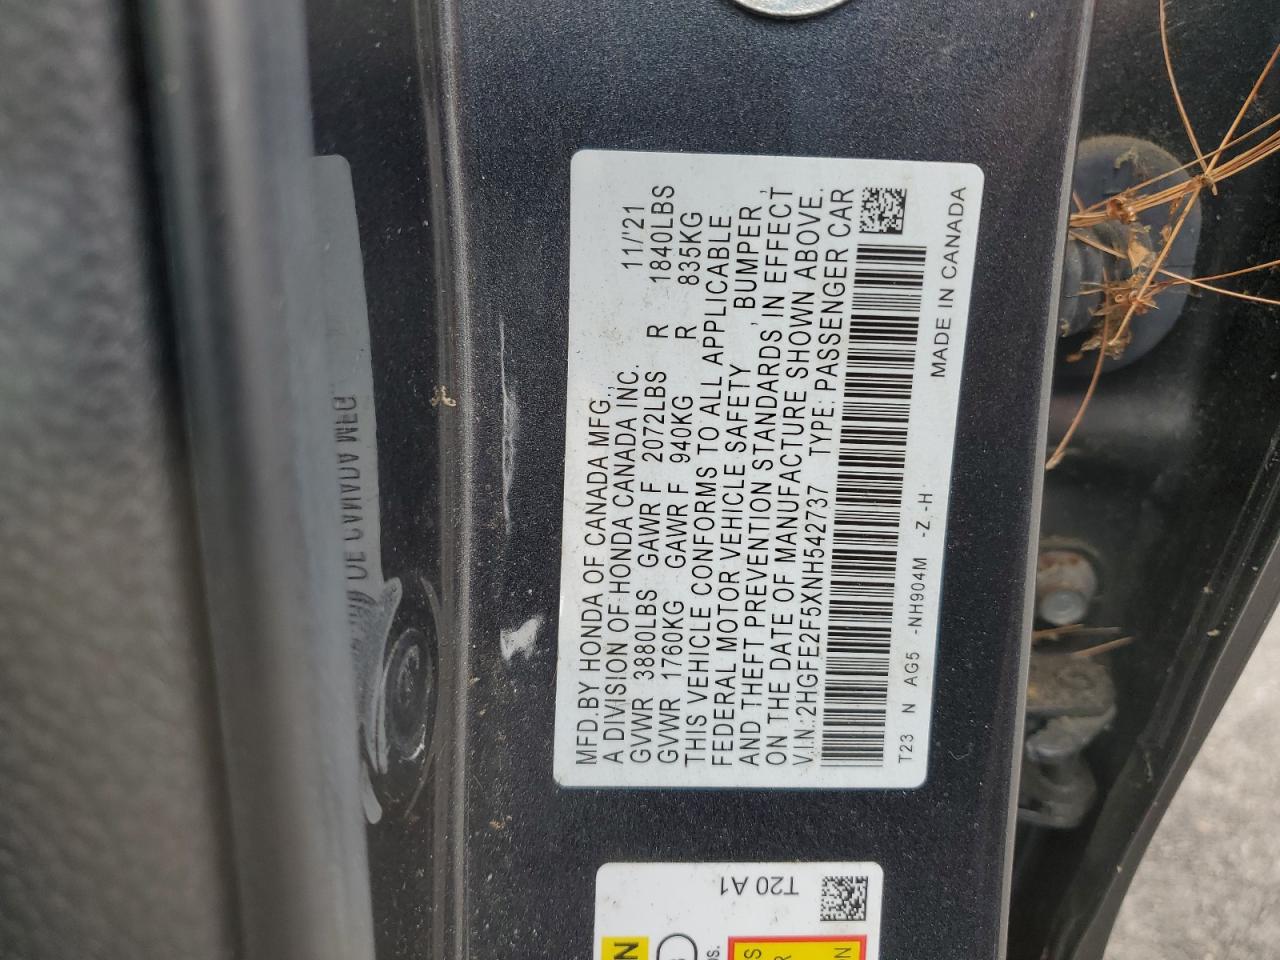 MFD. BY HONDA OF CANADA MFG.,
A DIVISION OF HONDA CANADA INC. 11/'21
GVWR 3880LBS GAWR F 2072LBS R 1840LBS
GVWR 1760KG GAWR F 940KG R 835KG
THIS VEHICLE CONFORMS TO ALL APPLICABLE
FEDERAL MOTOR VEHICLE SAFETY, BUMPER,
AND THEFT PREVENTION STANDARDS IN EFFECT
ON THE DATE OF MANUFACTURE SHOWN ABOVE.
V.I.N.:2HGFE2F5XNH542737 TYPE:PASSENGER CAR
MADE IN CANADA
T23 N AG5 -NH904M -Z,-H
T20 A1